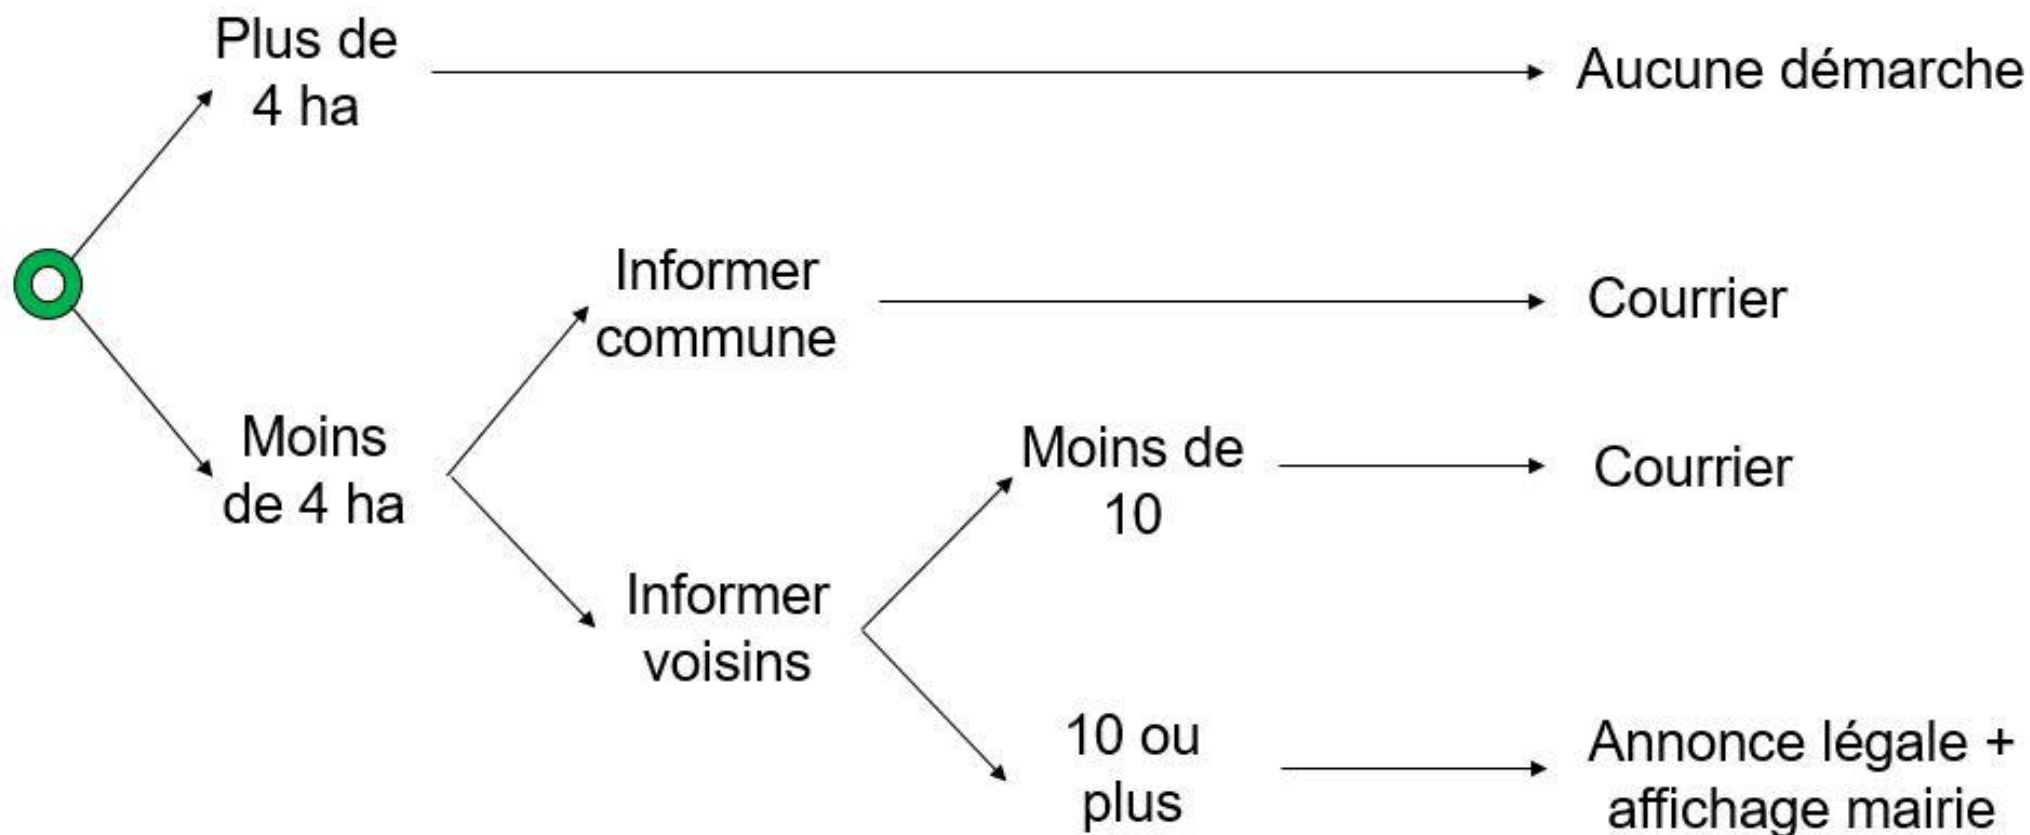 Plus de
4 ha
Aucune démarche
Informer
commune
Courrier
Moins
de 4 ha
Moins de
10
Courrier
Informer
voisins
10 ou
plus
Annonce légale +
affichage mairie